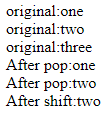 original:one
original:two
original:three
After pop:one
After pop:two
After shift:two